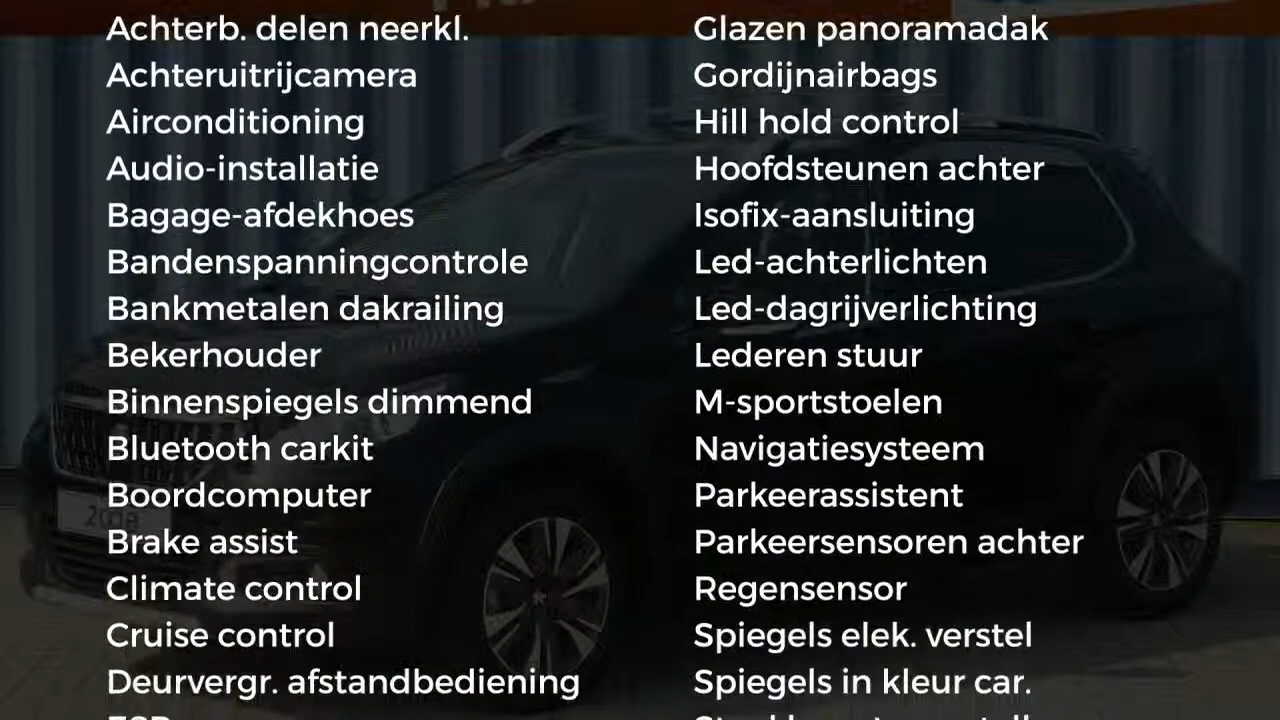 Achterb. delen neerkl.
Achteruitrijcamera
Airconditioning
Audio-installatie
Bagage-afdekhoes
Bandenspanningcontrole
Bankmetalen dakrailing
Bekerhouder
Binnenspiegels dimmend
Bluetooth carkit
Boordcomputer
Brake assist
Climate control
Cruise control
Deurvergr. afstandbediening
Glazen panoramadak
Gordijnairbags
Hill hold control
Hoofdsteunen achter
Isofix-aansluiting
Led-achterlichten
Led-dagrijverlichting
Lederen stuur
M-sportstoelen
Navigatiesysteem
Parkeerassistent
Parkeersensoren achter
Regensensor
Spiegels elek. verstel
Spiegels in kleur car.
2018